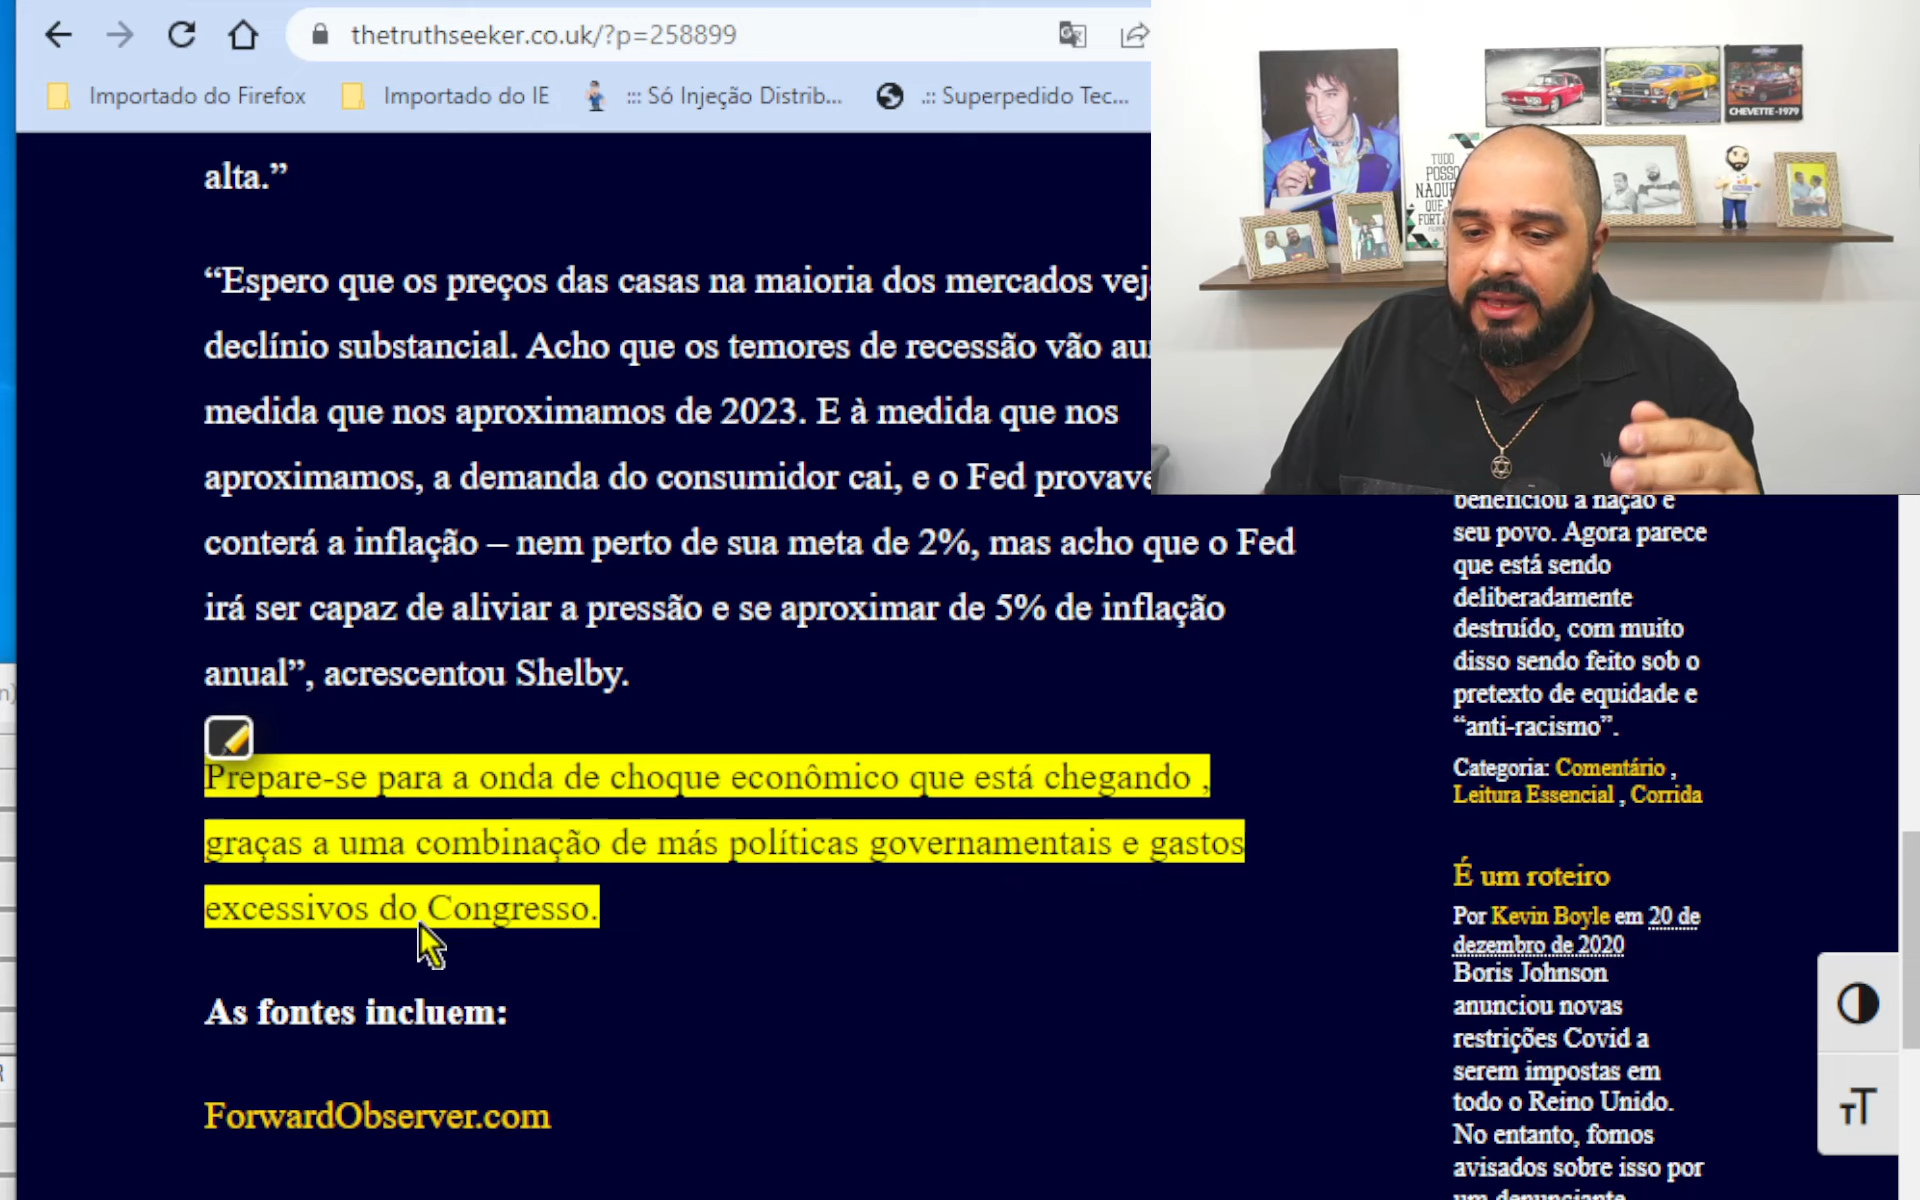 thetruthseeker.co.uk/?p=258899
Importado do Firefox
Importado do IE
::: Só Injeção Distrib...
.:: Superpedido Tec...
alta.”
“Espero que os preços das casas na maioria dos mercados
declínio substancial. Acho que os temores de recessão vão
medida que nos aproximamos de 2023. E à medida que nos
aproximamos, a demanda do consumidor cai, e o Fed
conterá a inflação – nem perto de sua meta de 2%, mas acho que o Fed
irá ser capaz de aliviar a pressão e se aproximar de 5% de inflação
anual”, acrescentou Shelby.
Prepare-se para a onda de choque econômico que está chegando ,
graças a uma combinação de más políticas governamentais e gastos
excessivos do Congresso.
As fontes incluem:
ForwardObserver.com
CHEVETTE-1979
TUDO
POSSO
QUE
beneficiou a nação e
seu povo. Agora parece
que está sendo
deliberadamente
destruído, com muito
disso sendo feito sob o
pretexto de equidade e
“anti-racismo”.
Categoria: Comentário ,
Leitura Essencial , Corrida
É um roteiro
Por Kevin Boyle em 20 de
dezembro de 2020
Boris Johnson
anunciou novas
restrições Covid a
serem impostas em
todo o Reino Unido.
No entanto, fomos
avisados sobre isso por
um denunciante
TT